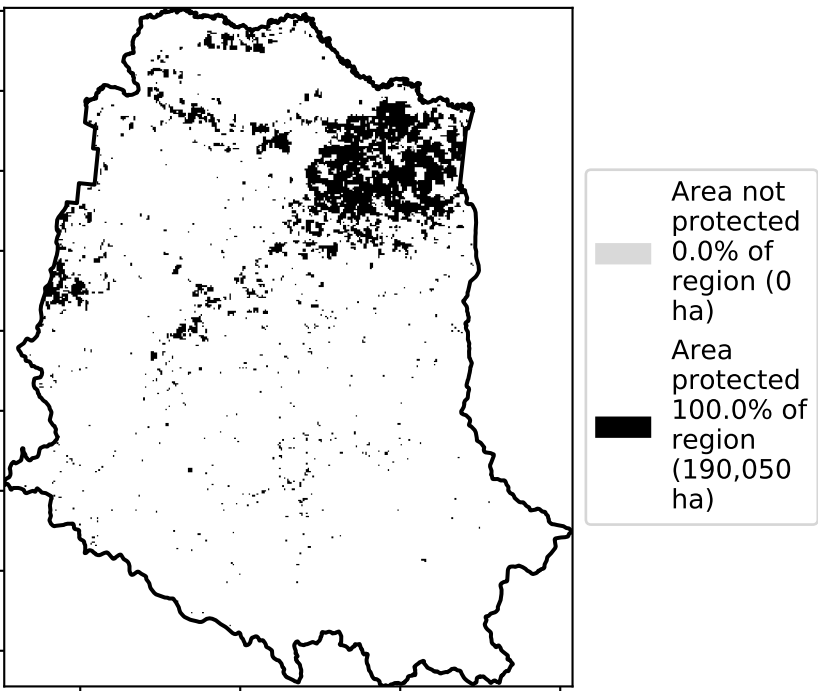 Area not
protected
0.0% of
region (0
ha)
Area
protected
100.0% of
region
(190,050
ha)